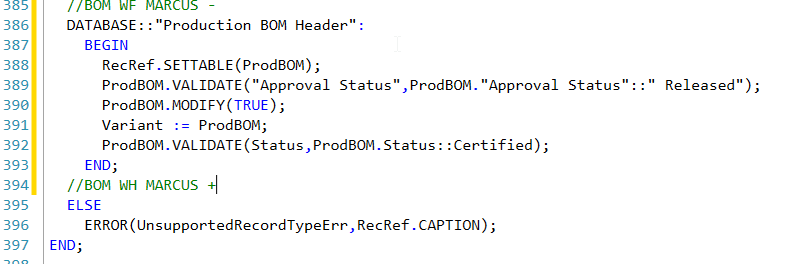 385 //BOM WF MARCUS -
386 DATABASE::"Production BOM Header":
387 BEGIN
388 RecRef.SETTABLE(ProdBOM);
389 ProdBOM.VALIDATE("Approval Status",ProdBOM."Approval Status"::" Released");
390 ProdBOM.MODIFY(TRUE);
391 Variant := ProdBOM;
392 ProdBOM.VALIDATE(Status,ProdBOM.Status::Certified);
393 END;
394 //BOM WH MARCUS +
395 ELSE
396 ERROR(UnsupportedRecordTypeErr,RecRef.CAPTION);
397 END;
398